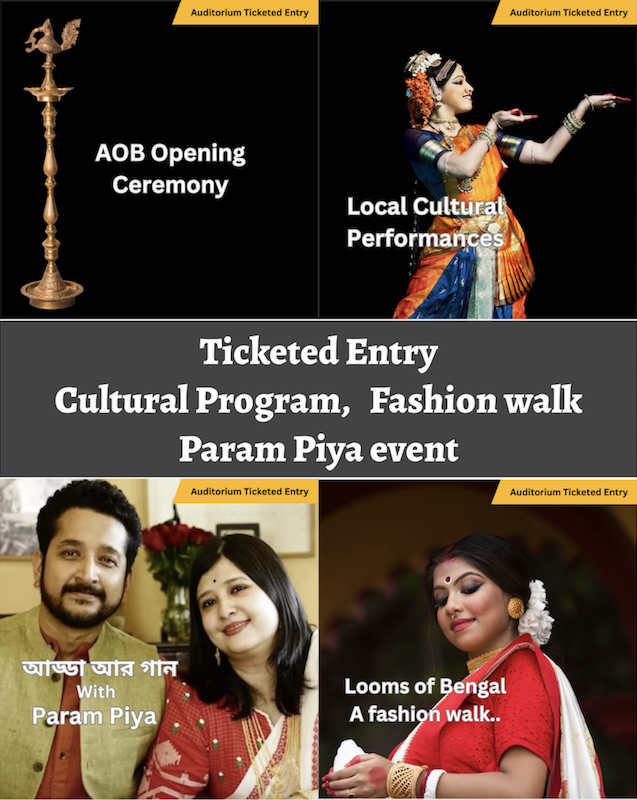 Auditorium Ticketed Entry
AOB Opening
Ceremony
Auditorium Ticketed Entry
Local Cultural
Performances
Ticketed Entry
Cultural Program, Fashion walk
Param Piya event
Auditorium Ticketed Entry
আড্ডা আর গান
With
Param Piya
Auditorium Ticketed Entry
Looms of Bengal
A fashion walk..